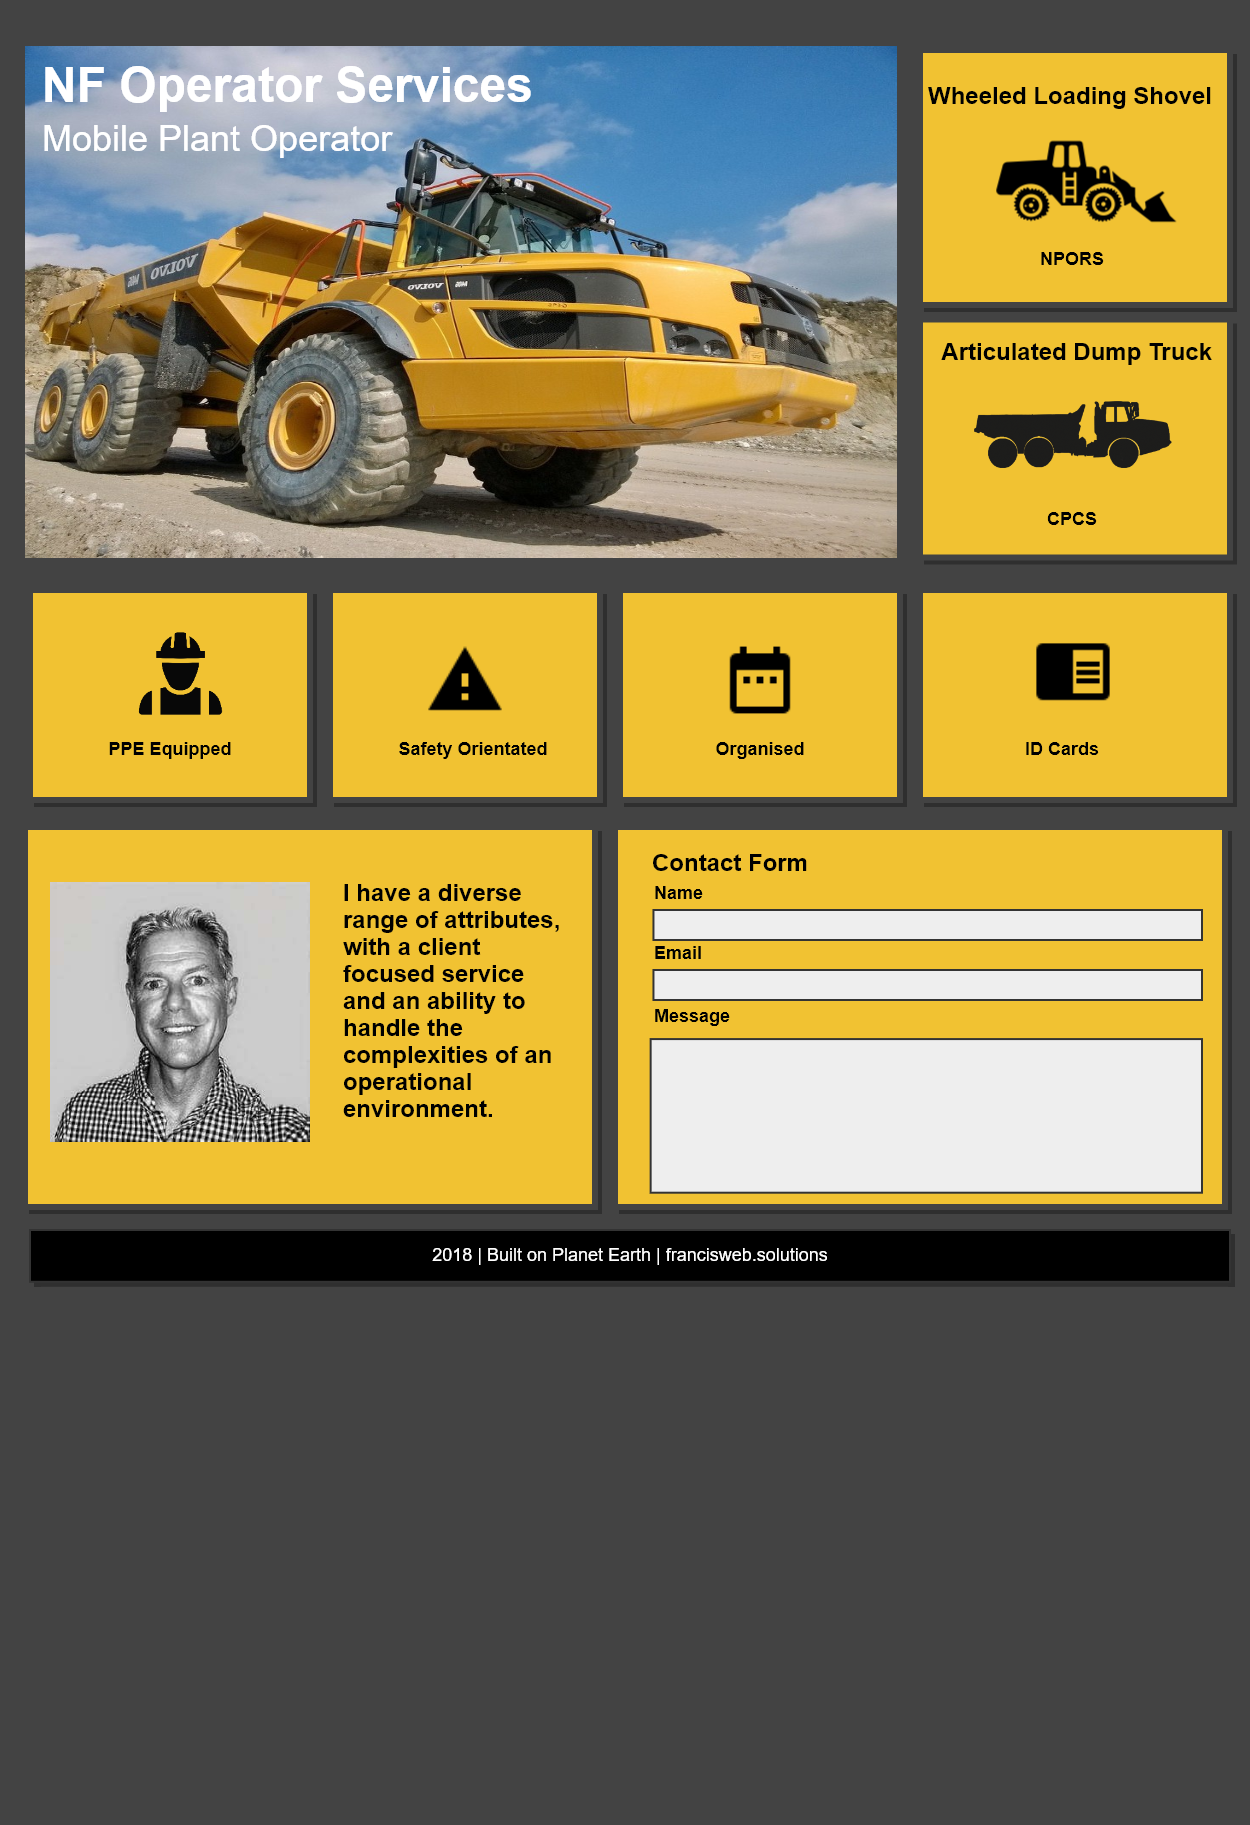 NF Operator Services
Mobile Plant Operator
Wheeled Loading Shovel
NPORS
Articulated Dump Truck
CPCS
VOLVO
VOLVO
PPE Equipped
Safety Orientated
Organised
ID Cards
I have a diverse
range of attributes,
with a client
focused service
and an ability to
handle the
complexities of an
operational
environment.
Contact Form
Name
Email
Message
2018 | Built on Planet Earth | francisweb.solutions